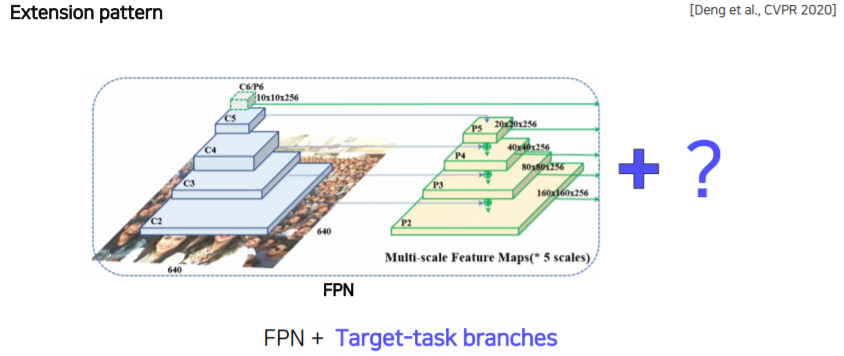 Extension pattern
[Deng et al., CVPR 2020]
C6/P6
10x10x256
C5
C4
C3
C2
640
640
P5
20x20x256
P4
40x40x256
P3
80x80x256
P2
160x160x256
Multi-scale Feature Maps(* 5 scales)
+ ?
FPN
FPN + Target-task branches